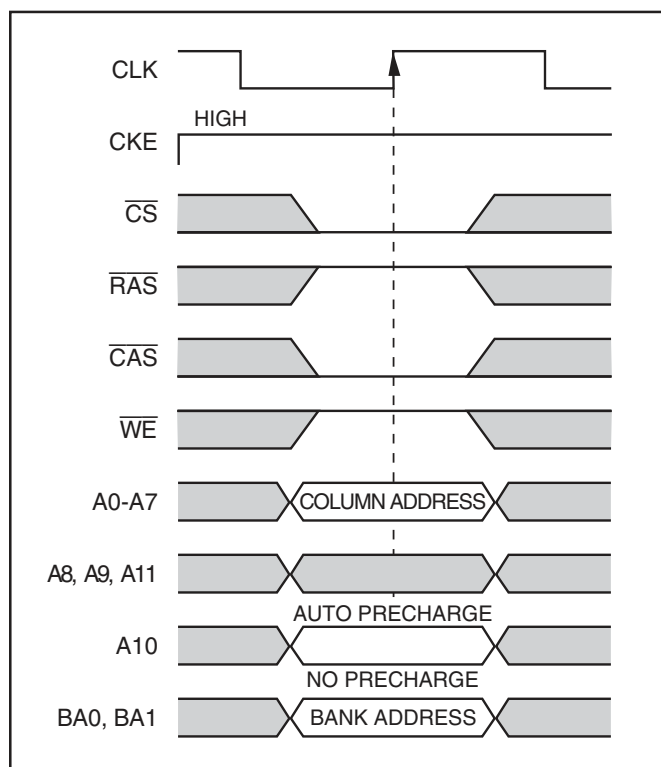 CLK
HIGH
CKE
CS
RAS
CAS
WE
A0-A7 COLUMN ADDRESS
A8, A9, A11
AUTO PRECHARGE
A10
NO PRECHARGE
BA0, BA1 BANK ADDRESS